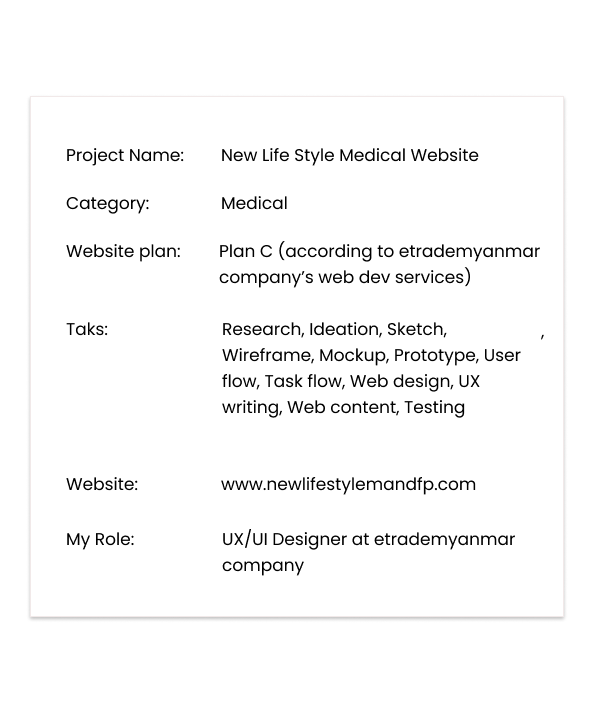 Project Name: New Life Style Medical Website
Category: Medical
Website plan: Plan C (according to etrademyanmar
company's web dev services)
Taks: Research, Ideation, Sketch, ,
Wireframe, Mockup, Prototype, User
flow, Task flow, Web design, UX
writing, Web content, Testing
Website: www.newlifestylemandfp.com
My Role: UX/UI Designer at etrademyanmar
company